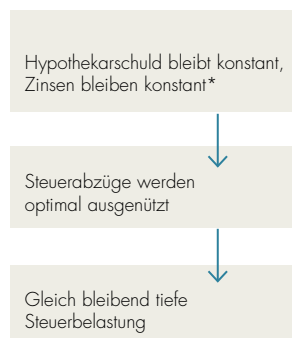 Hypothekarschuld bleibt konstant,
Zinsen bleiben konstant*
Steuerabzüge werden
optimal ausgenützt
Gleich bleibend tiefe
Steuerbelastung